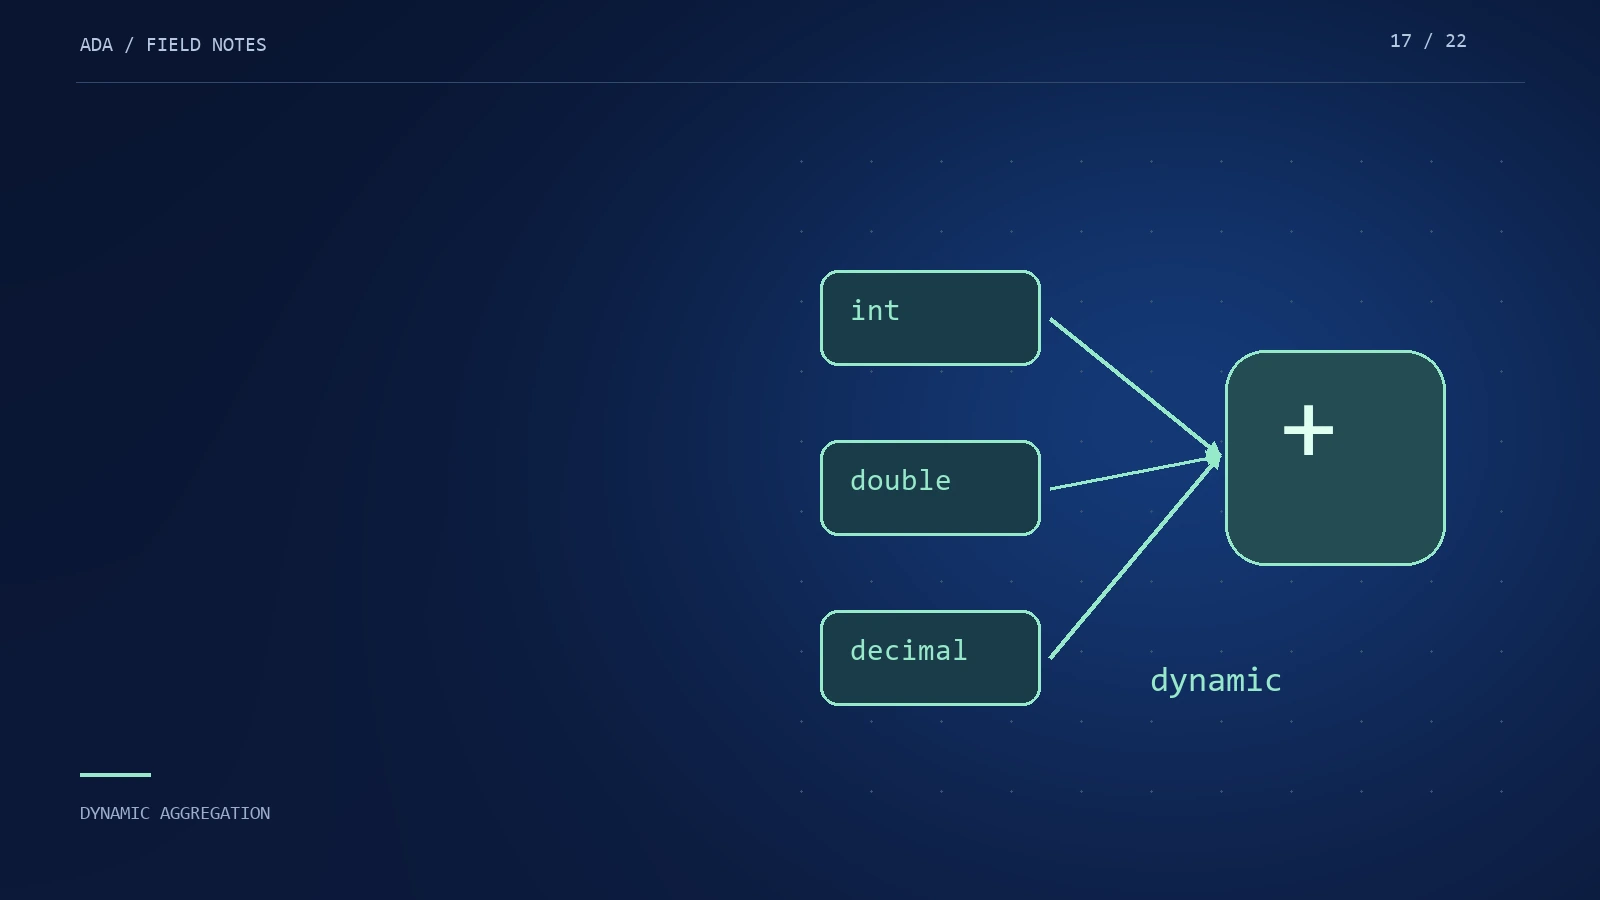 ADA / FIELD NOTES
17 / 22
int
+
double
decimal
dynamic
DYNAMIC AGGREGATION